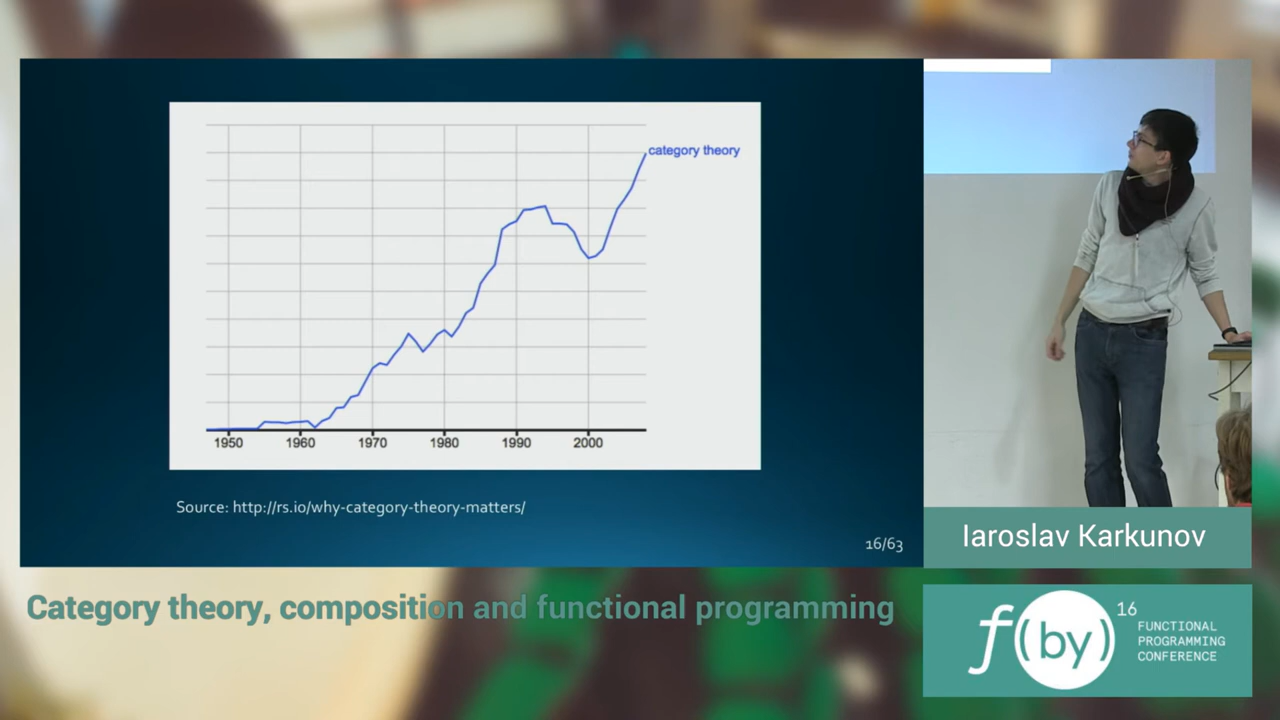 category theory
1950 1960 1970 1980 1990 2000
Source: http://rs.io/why-category-theory-matters/
16/63
Iaroslav Karkunov
Category theory, composition and functional programming
f(by) 16
FUNCTIONAL
PROGRAMMING
CONFERENCE